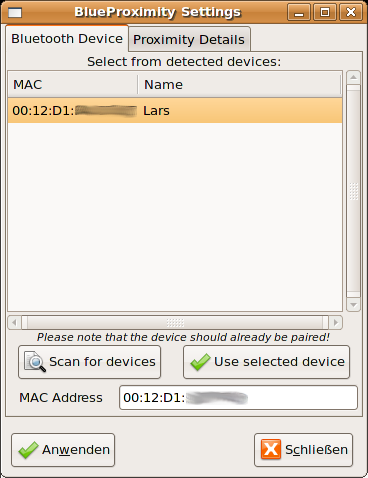 BlueProximity Settings
Bluetooth Device Proximity Details
Select from detected devices:
MAC Name
00:12:D1: Lars
Please note that the device should already be paired!
Scan for devices Use selected device
MAC Address 00:12:D1:
Anwenden Schließen